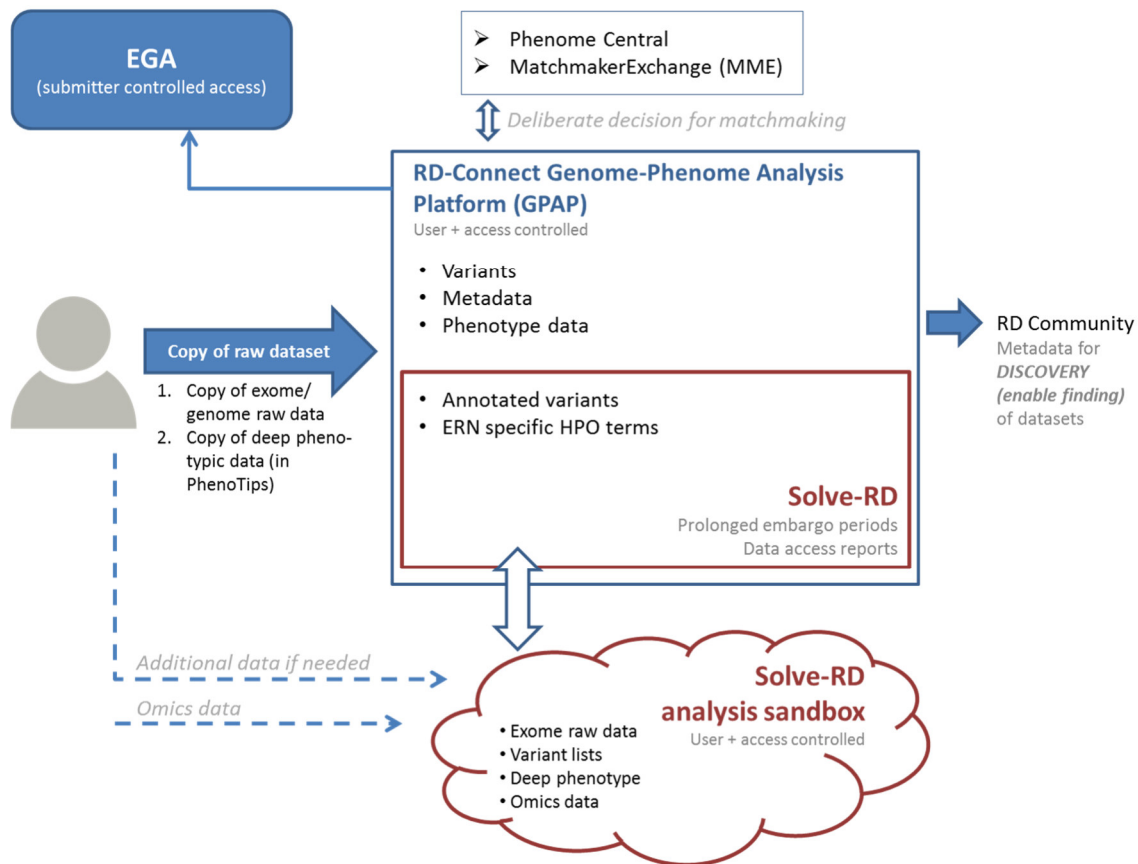 EGA
(submitter controlled access)
➢ Phenome Central
➢ MatchmakerExchange (MME)
Deliberate decision for matchmaking
RD-Connect Genome-Phenome Analysis
Platform (GPAP)
User + access controlled
• Variants
• Metadata
• Phenotype data
Copy of raw dataset
1. Copy of exome/
genome raw data
2. Copy of deep pheno-
typic data (in
PhenoTips)
RD Community
Metadata for
DISCOVERY
(enable finding)
of datasets
• Annotated variants
• ERN specific HPO terms
Solve-RD
Prolonged embargo periods
Data access reports
Additional data if needed
Omics data
Solve-RD
analysis sandbox
User + access controlled
• Exome raw data
• Variant lists
• Deep phenotype
• Omics data